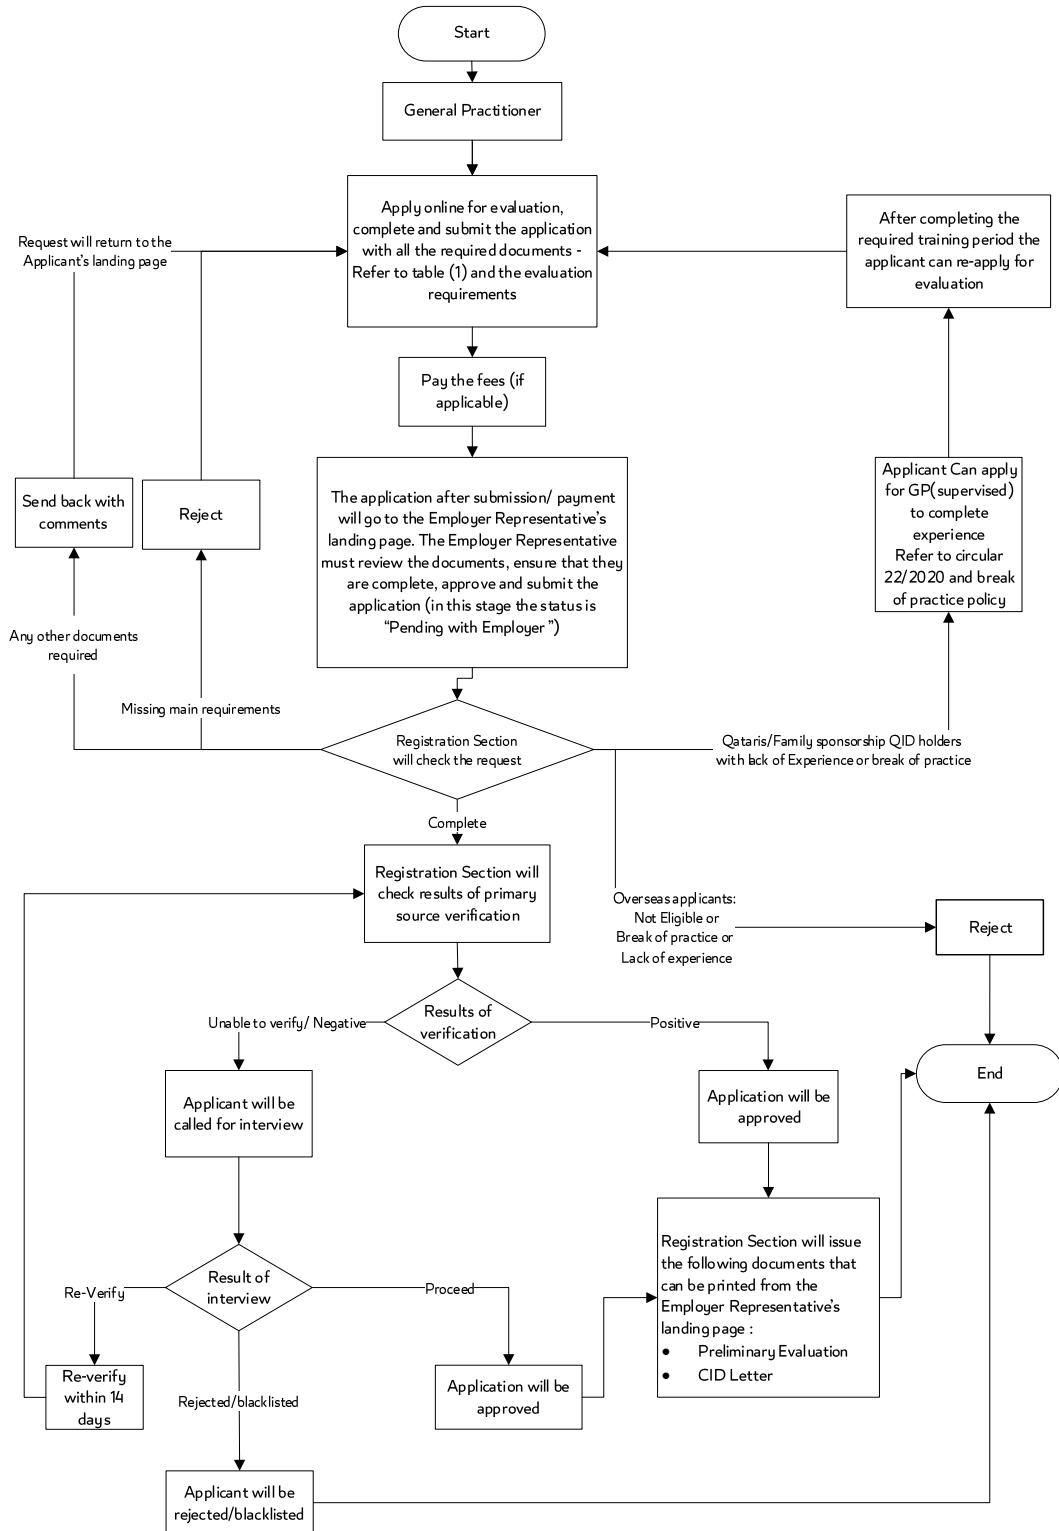 Start
General Practitioner
Apply online for evaluation,
complete and submit the application
with all the required documents -
Refer to table (1) and the evaluation
requirements
After completing the
required training period the
applicant can re-apply for
evaluation
Request will return to the
Applicant's landing page
Pay the fees (if
applicable)
Send back with
comments
Reject
The application after submission/ payment
will go to the Employer Representative's
landing page. The Employer Representative
must review the documents, ensure that they
are complete, approve and submit the
application (in this stage the status is
“Pending with Employer ”)
Applicant Can apply
for GP(supervised)
to complete
experience
Refer to circular
22/2020 and break
of practice policy
Any other documents
required
Missing main requirements
Registration Section
will check the request
Qataris/Family sponsorship QID holders
with lack of Experience or break of practice
Complete
Registration Section will
check results of primary
source verification
Overseas applicants:
Not Eligible or
Break of practice or
Lack of experience
Reject
Results of
verification
Unable to verify/ Negative
Positive
End
Applicant will be
called for interview
Application will be
approved
Registration Section will issue
the following documents that
can be printed from the
Employer Representative's
landing page :
● Preliminary Evaluation
● CID Letter
Result of
interview
Re-Verify
Proceed
Re-verify
within 14
days
Rejected/blacklisted
Application will be
approved
Applicant will be
rejected/blacklisted